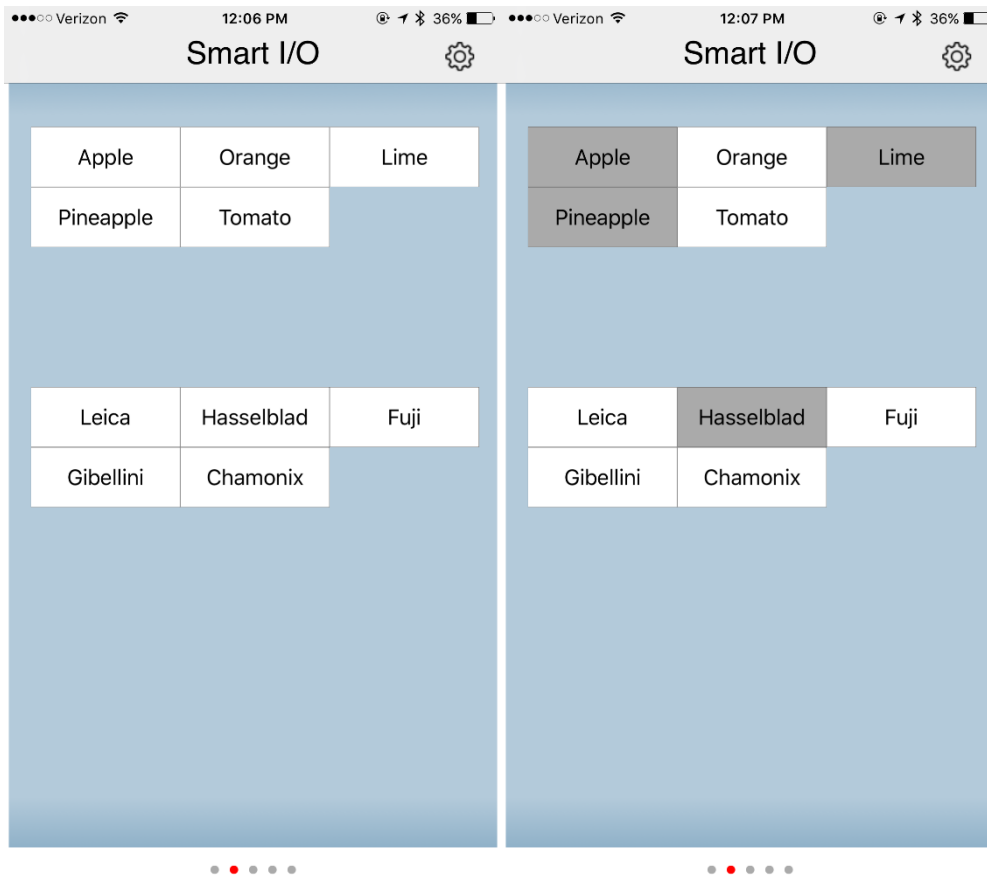 Verizon 12:06 PM 36%
Smart I/O
Apple Orange Lime
Pineapple Tomato
Leica Hasselblad Fuji
Gibellini Chamonix
Verizon 12:07 PM 36%
Smart I/O
Apple Orange Lime
Pineapple Tomato
Leica Hasselblad Fuji
Gibellini Chamonix